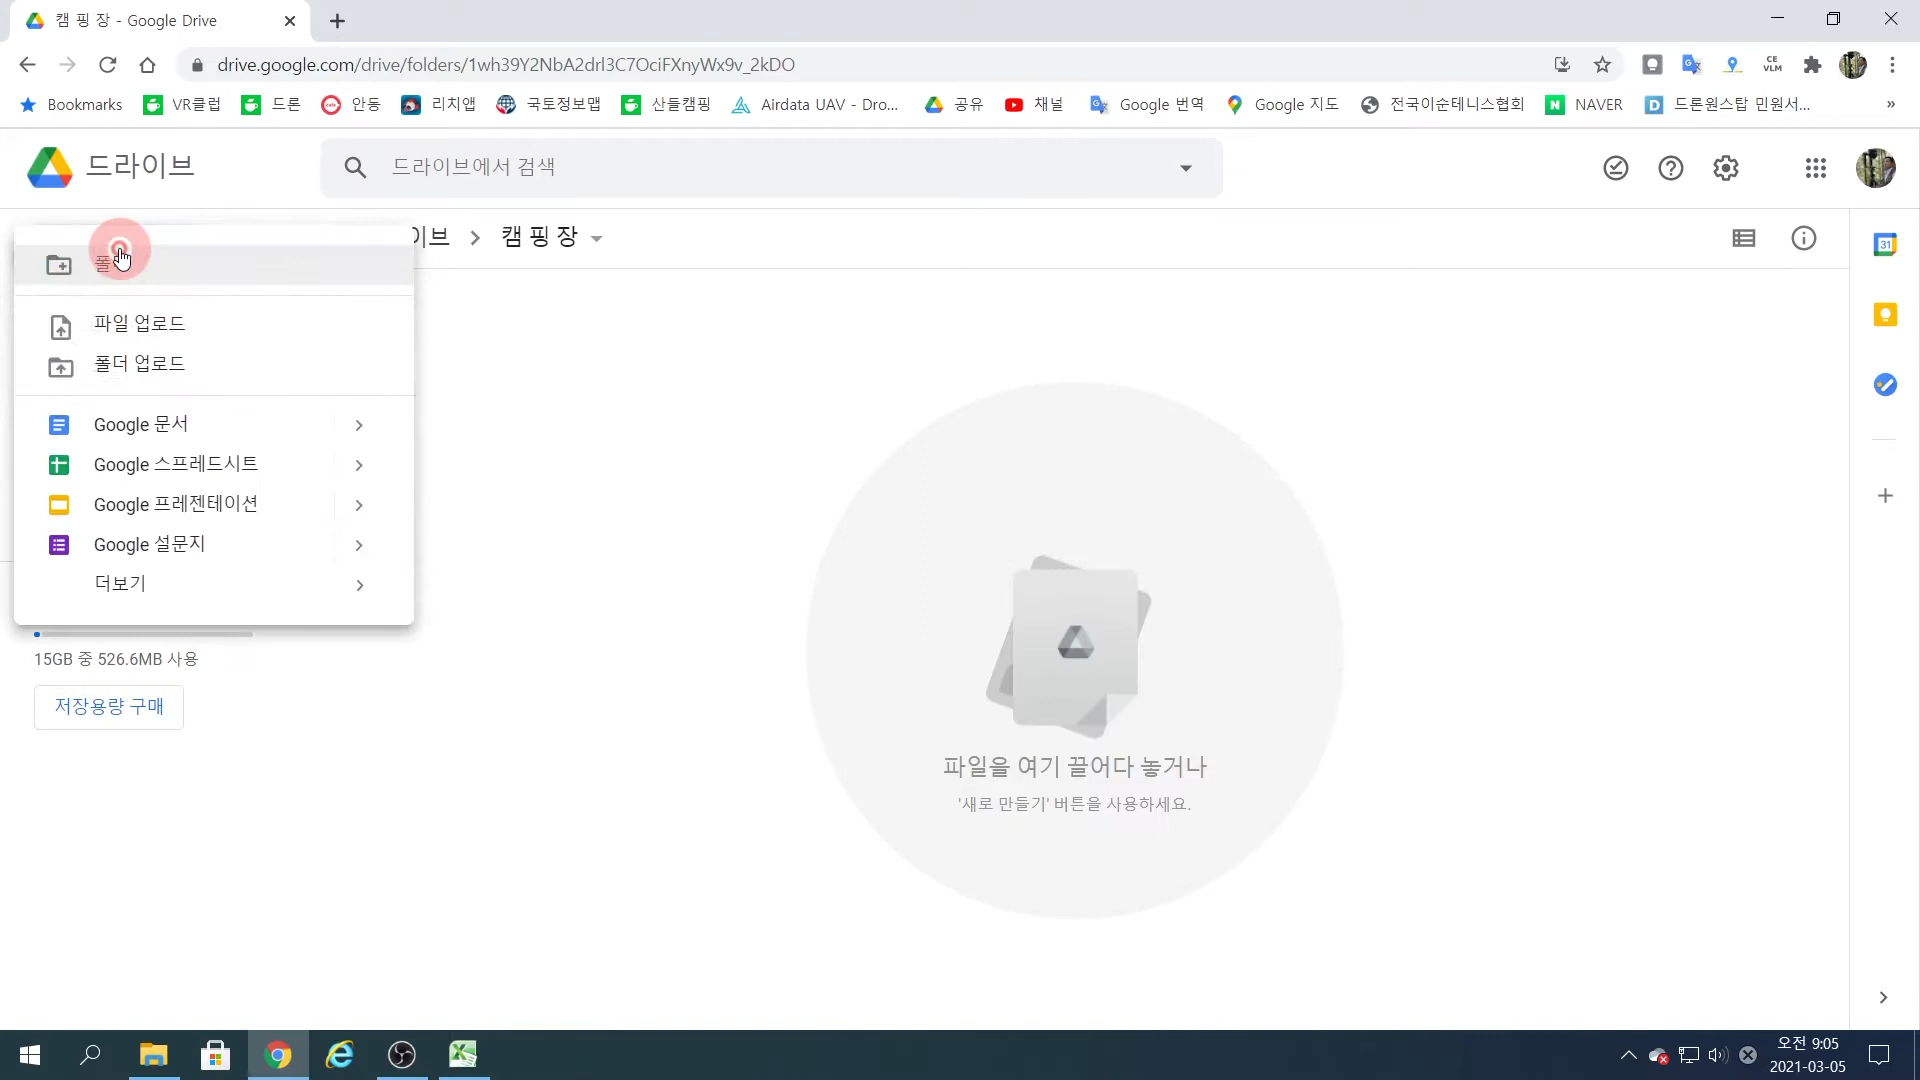 캠 핑 장 - Google Drive
drive.google.com/drive/folders/1wh39Y2NbA2drl3C7OciFXnyWx9v_2kDO
CE
VLM
Bookmarks VR클럽 드론 안동 리치앱 국토정보맵 산들캠핑 Airdata UAV - Dro... 공유 채널 Google 번역 Google 지도 전국이순테니스협회 NAVER 드론원스탑 민원서... »
드라이브
드라이브에서 검색
이브 > 캠 핑 장
31
파일 업로드
폴더 업로드
Google 문서
Google 스프레드시트
Google 프레젠테이션
Google 설문지
더보기
15GB 중 526.6MB 사용
저장용량 구매
파일을 여기 끌어다 놓거나
'새로 만들기' 버튼을 사용하세요.
오전 9:05
2021-03-05